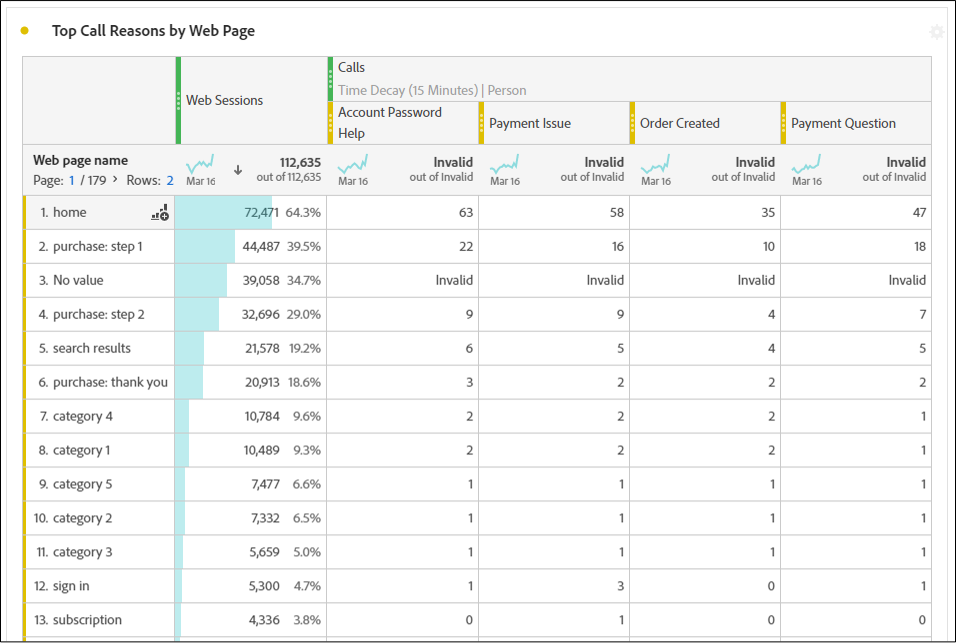 Top Call Reasons by Web Page
Web Sessions
Calls
Time Decay (15 Minutes) | Person
Account Password
Help
Payment Issue
Order Created
Payment Question
Web page name
Page: 1 / 179 > Rows: 2
Mar 16
112,635
out of 112,635
Mar 16
Invalid
out of Invalid
Mar 16
Invalid
out of Invalid
Mar 16
Invalid
out of Invalid
Mar 16
Invalid
out of Invalid
1. home 72,471 64.3% 63 58 35 47
2. purchase: step 1 44,487 39.5% 22 16 10 18
3. No value 39,058 34.7% Invalid Invalid Invalid Invalid
4. purchase: step 2 32,696 29.0% 9 9 4 7
5. search results 21,578 19.2% 6 5 4 5
6. purchase: thank you 20,913 18.6% 3 2 2 2
7. category 4 10,784 9.6% 2 2 2 1
8. category 1 10,489 9.3% 2 2 2 1
9. category 5 7,477 6.6% 1 1 1 1
10. category 2 7,332 6.5% 1 1 1 1
11. category 3 5,659 5.0% 1 1 1 1
12. sign in 5,300 4.7% 1 3 0 1
13. subscription 4,336 3.8% 0 1 0 0